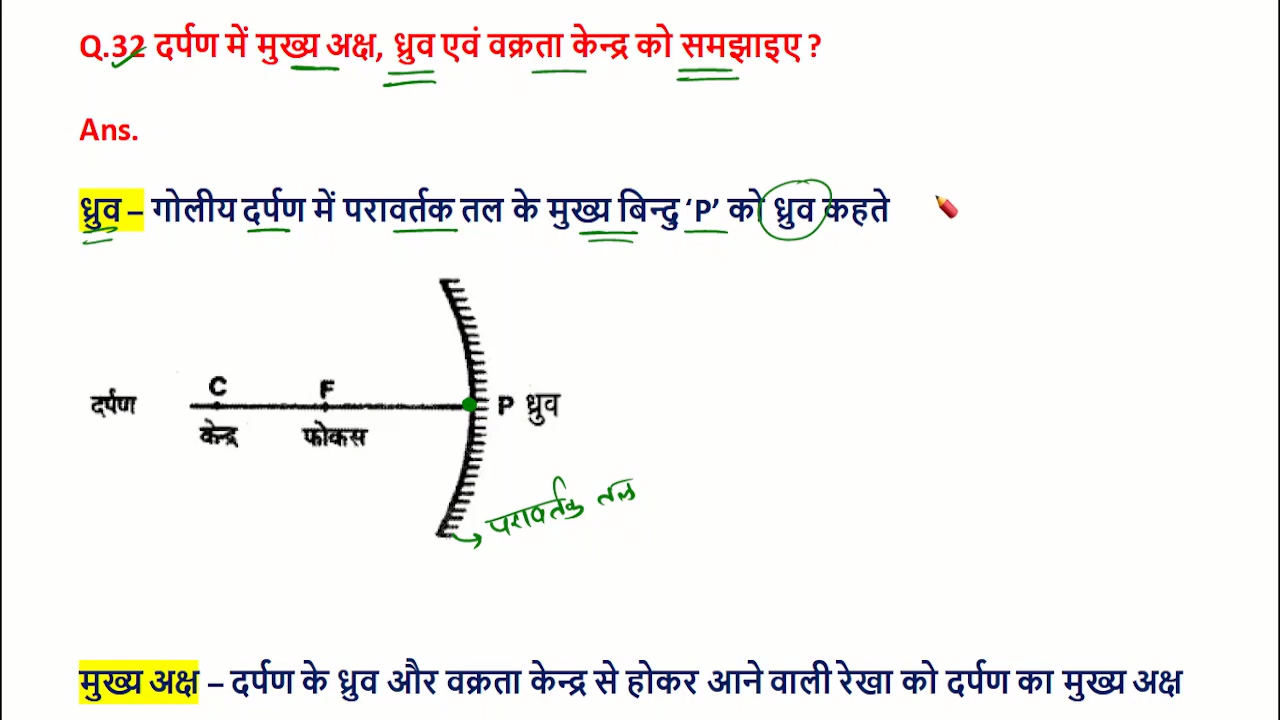 Q.32 दर्पण में मुख्य अक्ष, ध्रुव एवं वक्रता केन्द्र को समझाइए ?
Ans.
ध्रुव – गोलीय दर्पण में परावर्तक तल के मुख्य बिन्दु ‘P’ को ध्रुव कहते
C F
दर्पण P ध्रुव
केन्द्र फोकस
परावर्तक तल
मुख्य अक्ष – दर्पण के ध्रुव और वक्रता केन्द्र से होकर आने वाली रेखा को दर्पण का मुख्य अक्ष